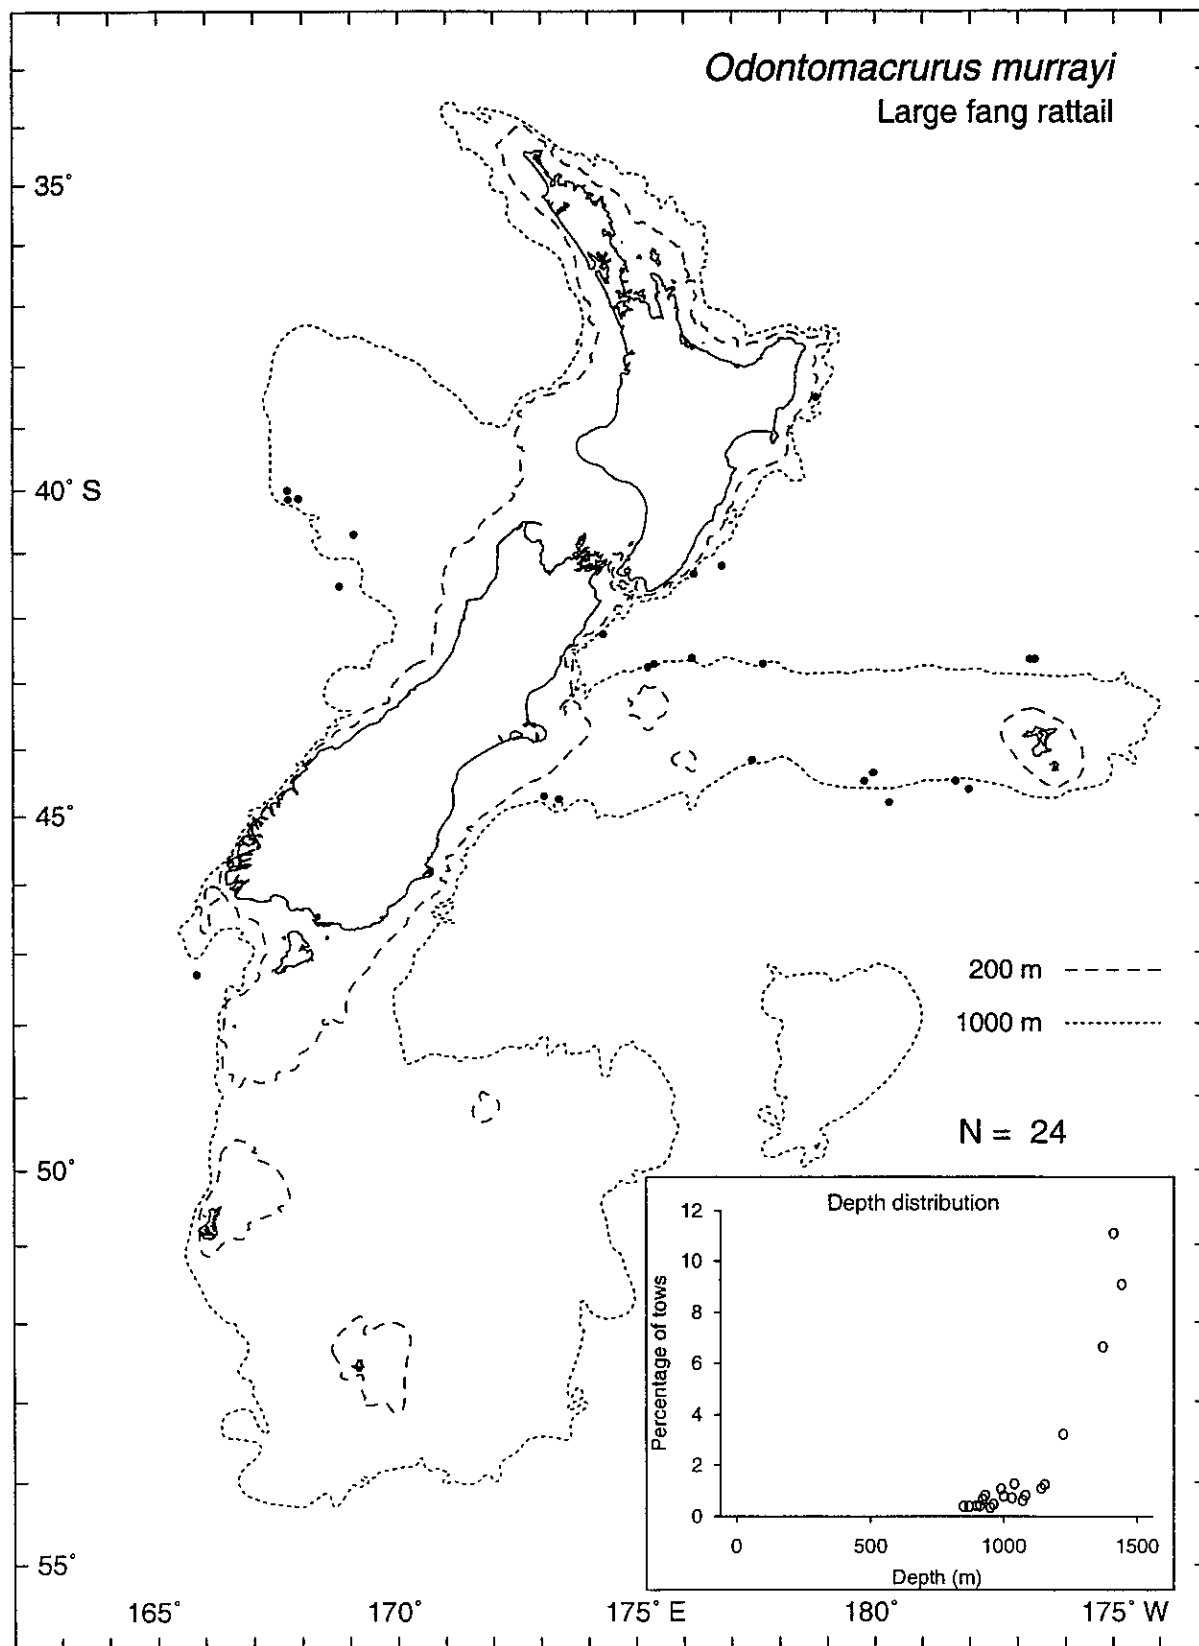 Odontomacrurus murrayi
Large fang rattail
35°
40° S
45°
50°
55°
200 m
1000 m
N = 24
Depth distribution
Percentage of tows
12
10
8
6
4
2
0
0 500 1000 1500
Depth (m)
165° 170° 175° E 180° 175° W